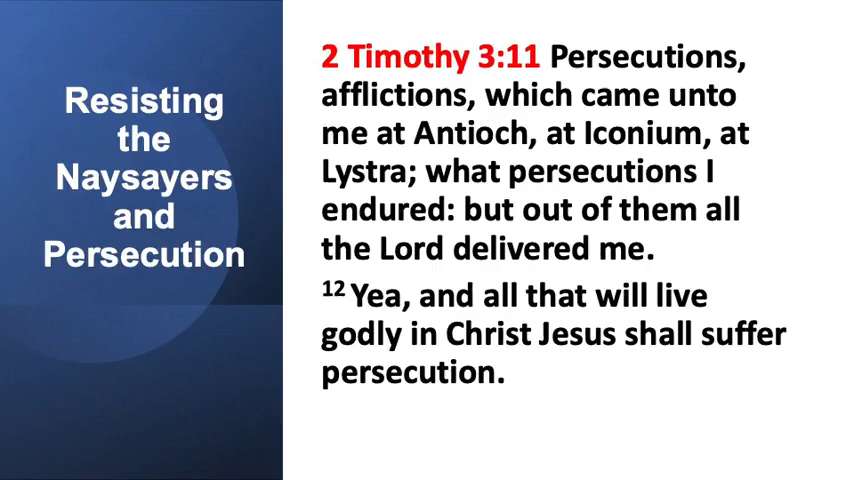 Resisting
the
Naysayers
and
Persecution
2 Timothy 3:11 Persecutions,
afflictions, which came unto
me at Antioch, at Iconium, at
Lystra; what persecutions I
endured: but out of them all
the Lord delivered me.
12 Yea, and all that will live
godly in Christ Jesus shall suffer
persecution.